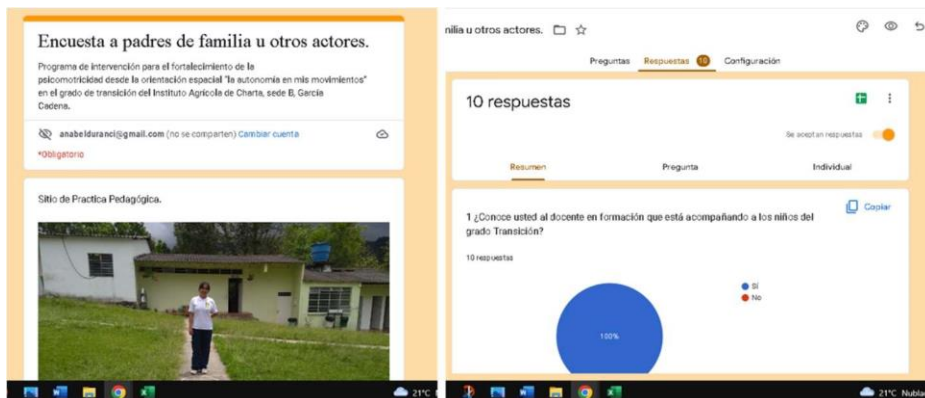 Encuesta a padres de familia u otros actores.
Programa de intervención para el fortalecimiento de la
psicomotricidad desde la orientación espacial "la autonomía en mis movimientos"
en el grado de transición del Instituto Agrícola de Charta, sede B, García
Cadena.
anabelduranci@gmail.com (no se comparten) Cambiar cuenta
*Obligatorio
Sitio de Practica Pedagógica.
21°C
nilia u otros actores.
Preguntas Respuestas 10 Configuración
10 respuestas
Se aceptan respuestas
Resumen Pregunta Individual
Copiar
1 ¿Conoce usted al docente en formación que está acompañando a los niños del
grado Transición?
10 respuestas
Sí
No
100%
21°C Nubla